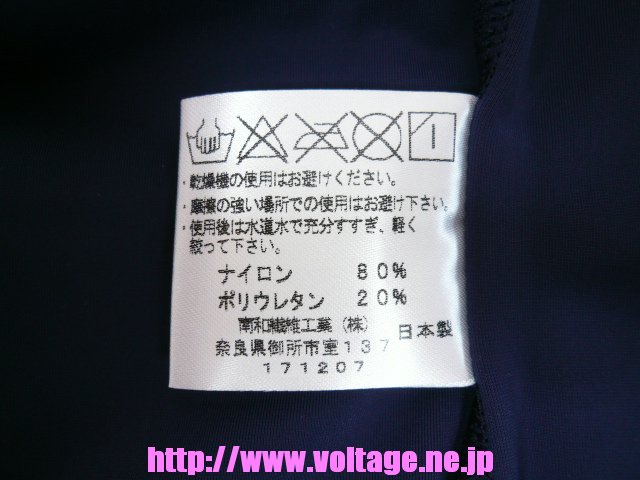 ・乾燥機の使用はお避けください。
・摩擦の強い場所での使用はお避け下さい。
・使用後は水道水で充分すすぎ、軽く
絞って下さい。
ナイロン 80%
ポリウレタン 20%
南和繊維工業（株） 日本製
奈良県御所市室137
171207
http://www.voltage.ne.jp